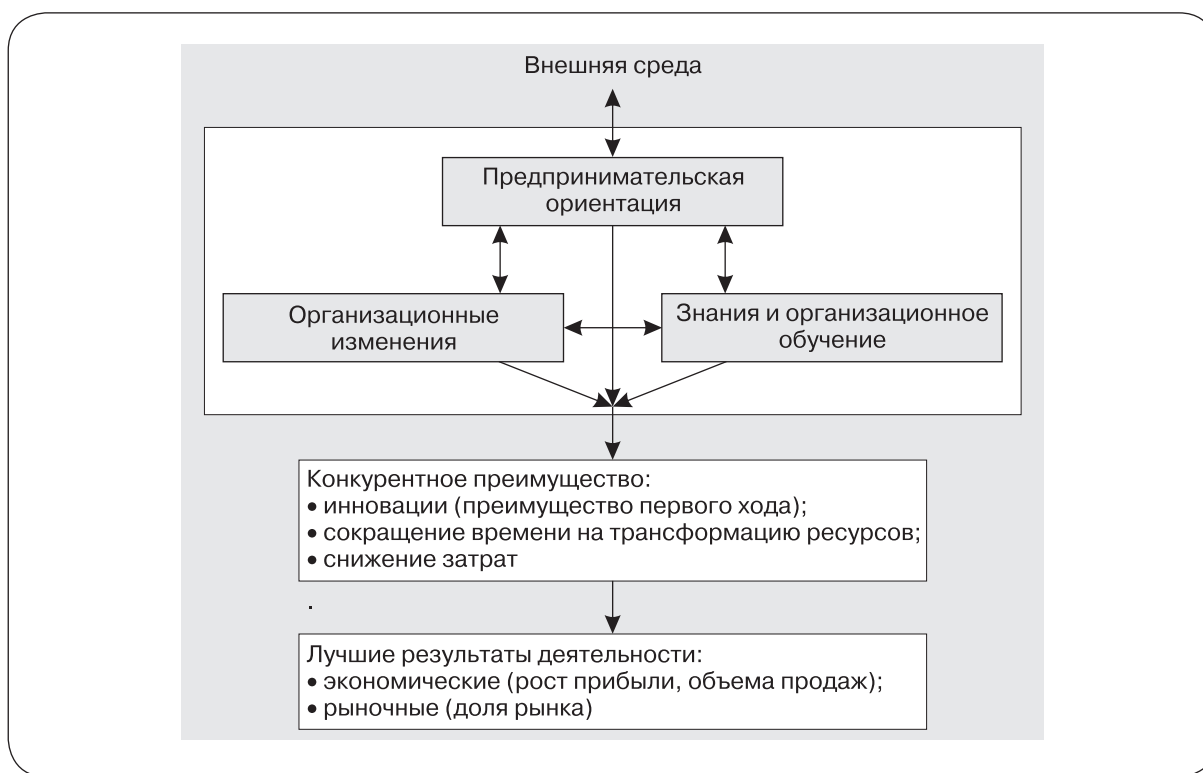 Внешняя среда
Предпринимательская
ориентация
Организационные
изменения
Знания и организационное
обучение
Конкурентное преимущество:
• инновации (преимущество первого хода);
• сокращение времени на трансформацию ресурсов;
• снижение затрат
.
Лучшие результаты деятельности:
• экономические (рост прибыли, объема продаж);
• рыночные (доля рынка)